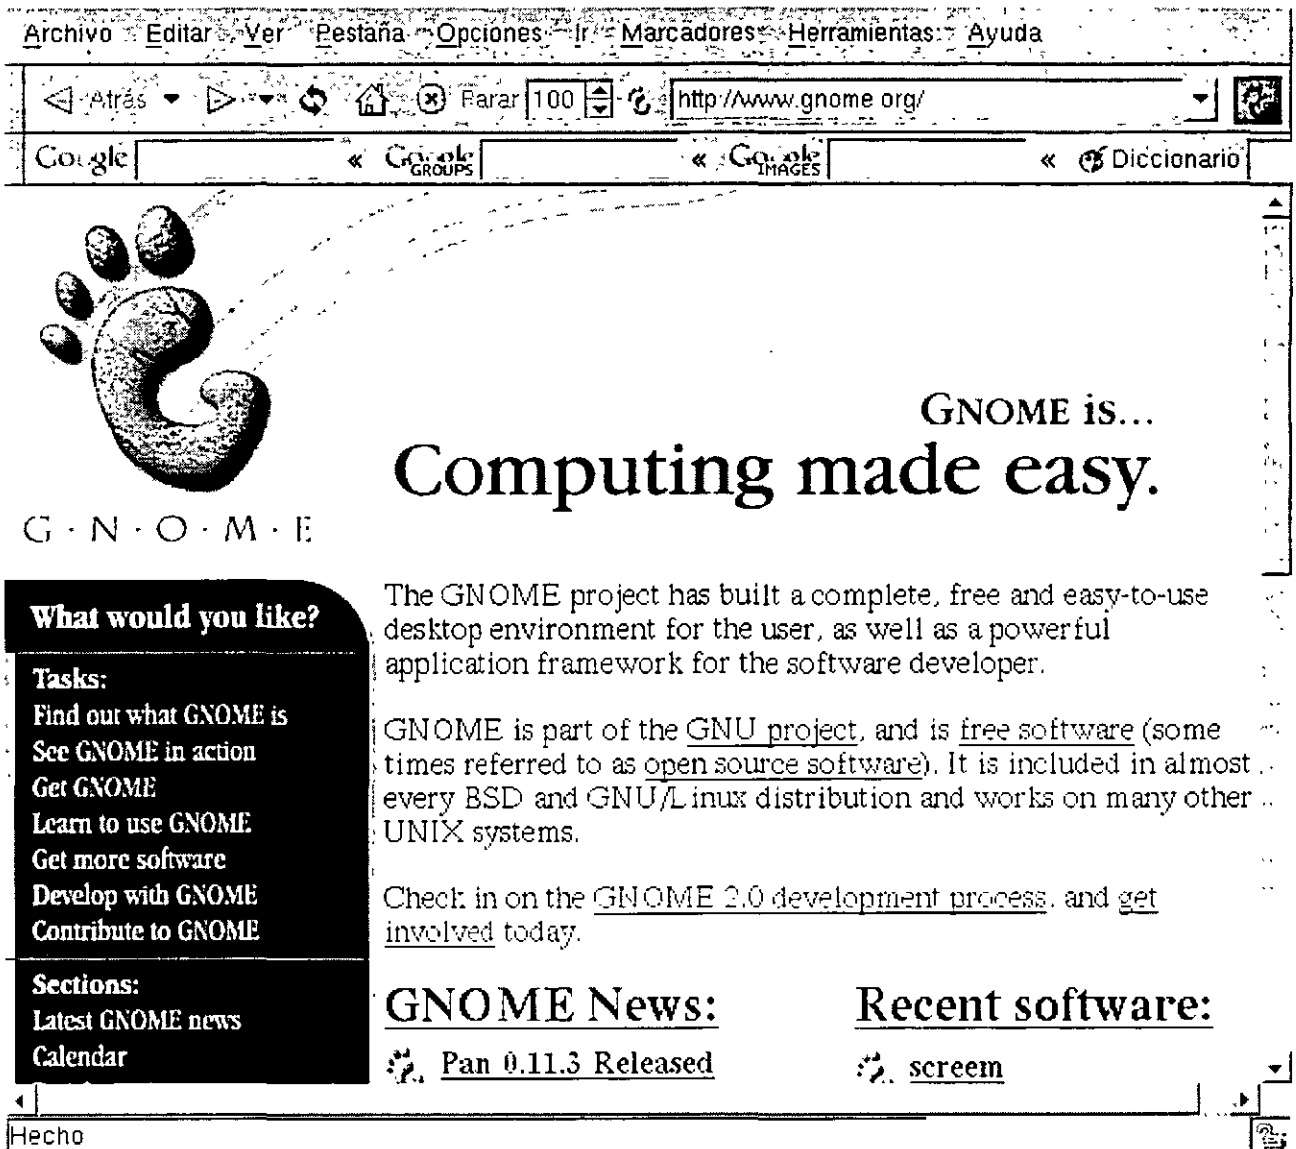 Archivo Editar Ver Pestaña Opciones Ir Marcadores Herramientas Ayuda
Atrás Parar 100 http://www.gnome.org/
Google « Google GROUPS « Google IMAGES « Diccionario
G·N·O·M·E
GNOME is...
Computing made easy.
What would you like?
Tasks:
Find out what GNOME is
See GNOME in action
Get GNOME
Learn to use GNOME
Get more software
Develop with GNOME
Contribute to GNOME
Sections:
Latest GNOME news
Calendar
The GNOME project has built a complete, free and easy-to-use
desktop environment for the user, as well as a powerful
application framework for the software developer.
GNOME is part of the GNU project, and is free software (some
times referred to as open source software). It is included in almost
every BSD and GNU/Linux distribution and works on many other
UNIX systems.
Check in on the GNOME 2.0 development process, and get
involved today.
GNOME News:
Pan 0.11.3 Released
Recent software:
screem
Hecho